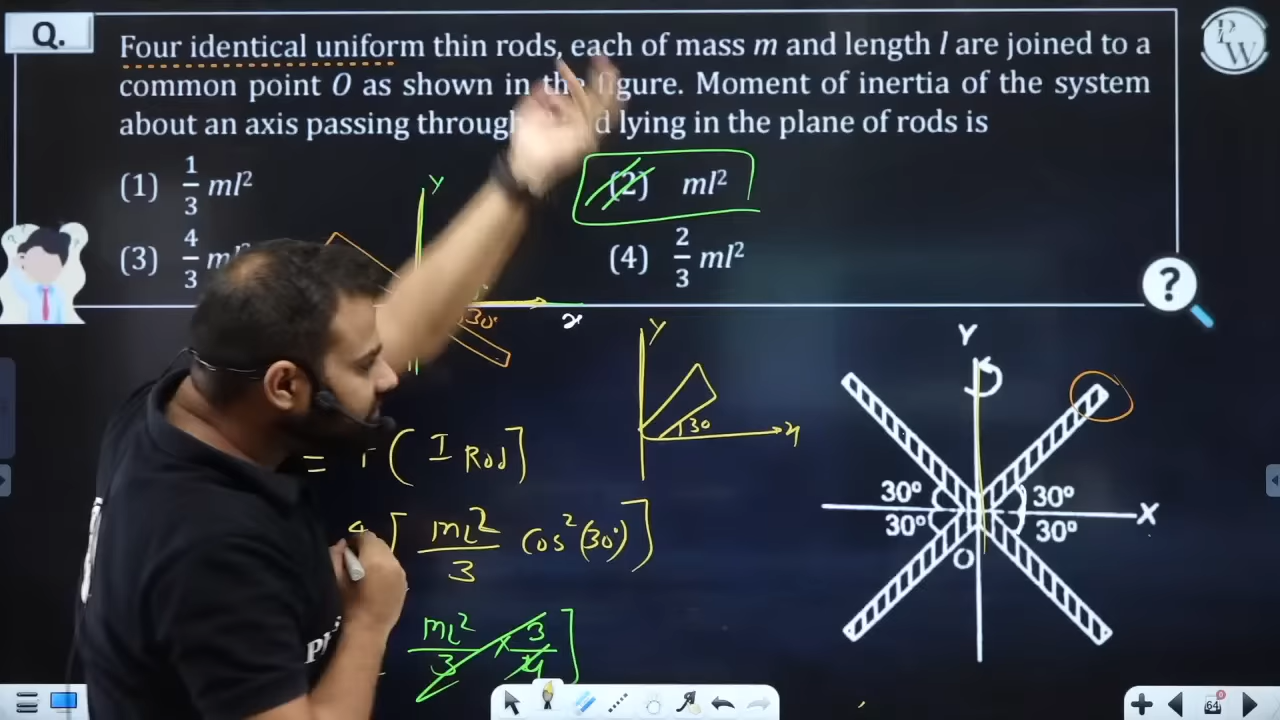 Q.
Four identical uniform thin rods, each of mass m and length l are joined to a
common point O as shown in the figure. Moment of inertia of the system
about an axis passing through lying in the plane of rods is
(1) 1/3 ml²
(2) ml²
(3) 4/3
(4) 2/3 ml²
PW
?
Y
30°
x
Y
30
x
= ( I Rod ]
[ ml²/3 cos²(30°) ]
ml²/3 × 3/4 ]
Y
30° 30°
30° 30°
X
O
64